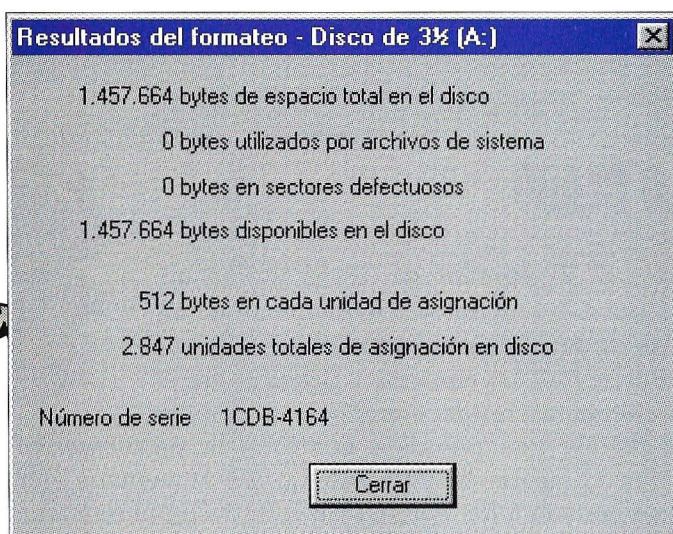 Resultados del formateo - Disco de 3½ (A:)
1.457.664 bytes de espacio total en el disco
0 bytes utilizados por archivos de sistema
0 bytes en sectores defectuosos
1.457.664 bytes disponibles en el disco
512 bytes en cada unidad de asignación
2.847 unidades totales de asignación en disco
Número de serie 1CDB-4164
Cerrar